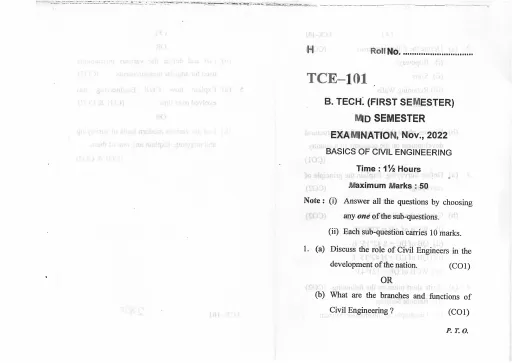 H Roll No. ..............................
TCE-101
B. TECH. (FIRST SEMESTER)
MID SEMESTER
EXAMINATION, Nov., 2022
BASICS OF CIVIL ENGINEERING
Time : 1½ Hours
Maximum Marks : 50
Note : (i) Answer all the questions by choosing
any one of the sub-questions.
(ii) Each sub-question carries 10 marks.
1. (a) Discuss the role of Civil Engineers in the
development of the nation. (CO1)
OR
(b) What are the branches and functions of
Civil Engineering ? (CO1)
P. T. O.